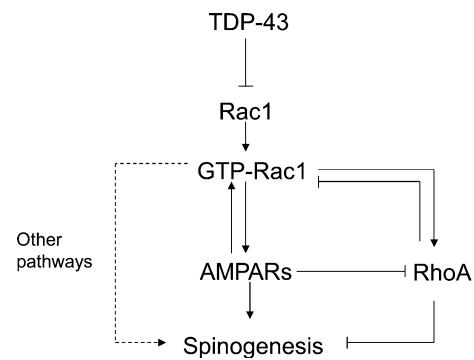 TDP-43
Rac1
GTP-Rac1
Other
pathways
AMPARs
RhoA
Spinogenesis